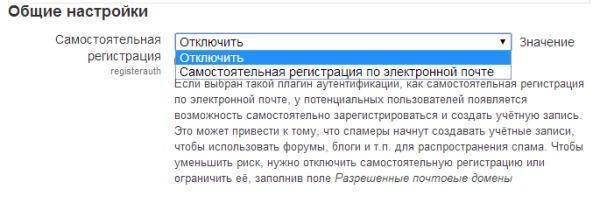 Общие настройки
Самостоятельная Отключить Значение
регистрация Отключить
registerauth Самостоятельная регистрация по электронной почте
Если выбран такой плагин аутентификации, как самостоятельная регистрация
по электронной почте, у потенциальных пользователей появляется
возможность самостоятельно зарегистрироваться и создать учётную запись.
Это может привести к тому, что спамеры начнут создавать учётные записи,
чтобы использовать форумы, блоги и т.п. для распространения спама. Чтобы
уменьшить риск, нужно отключить самостоятельную регистрацию или
ограничить её, заполнив поле Разрешенные почтовые домены